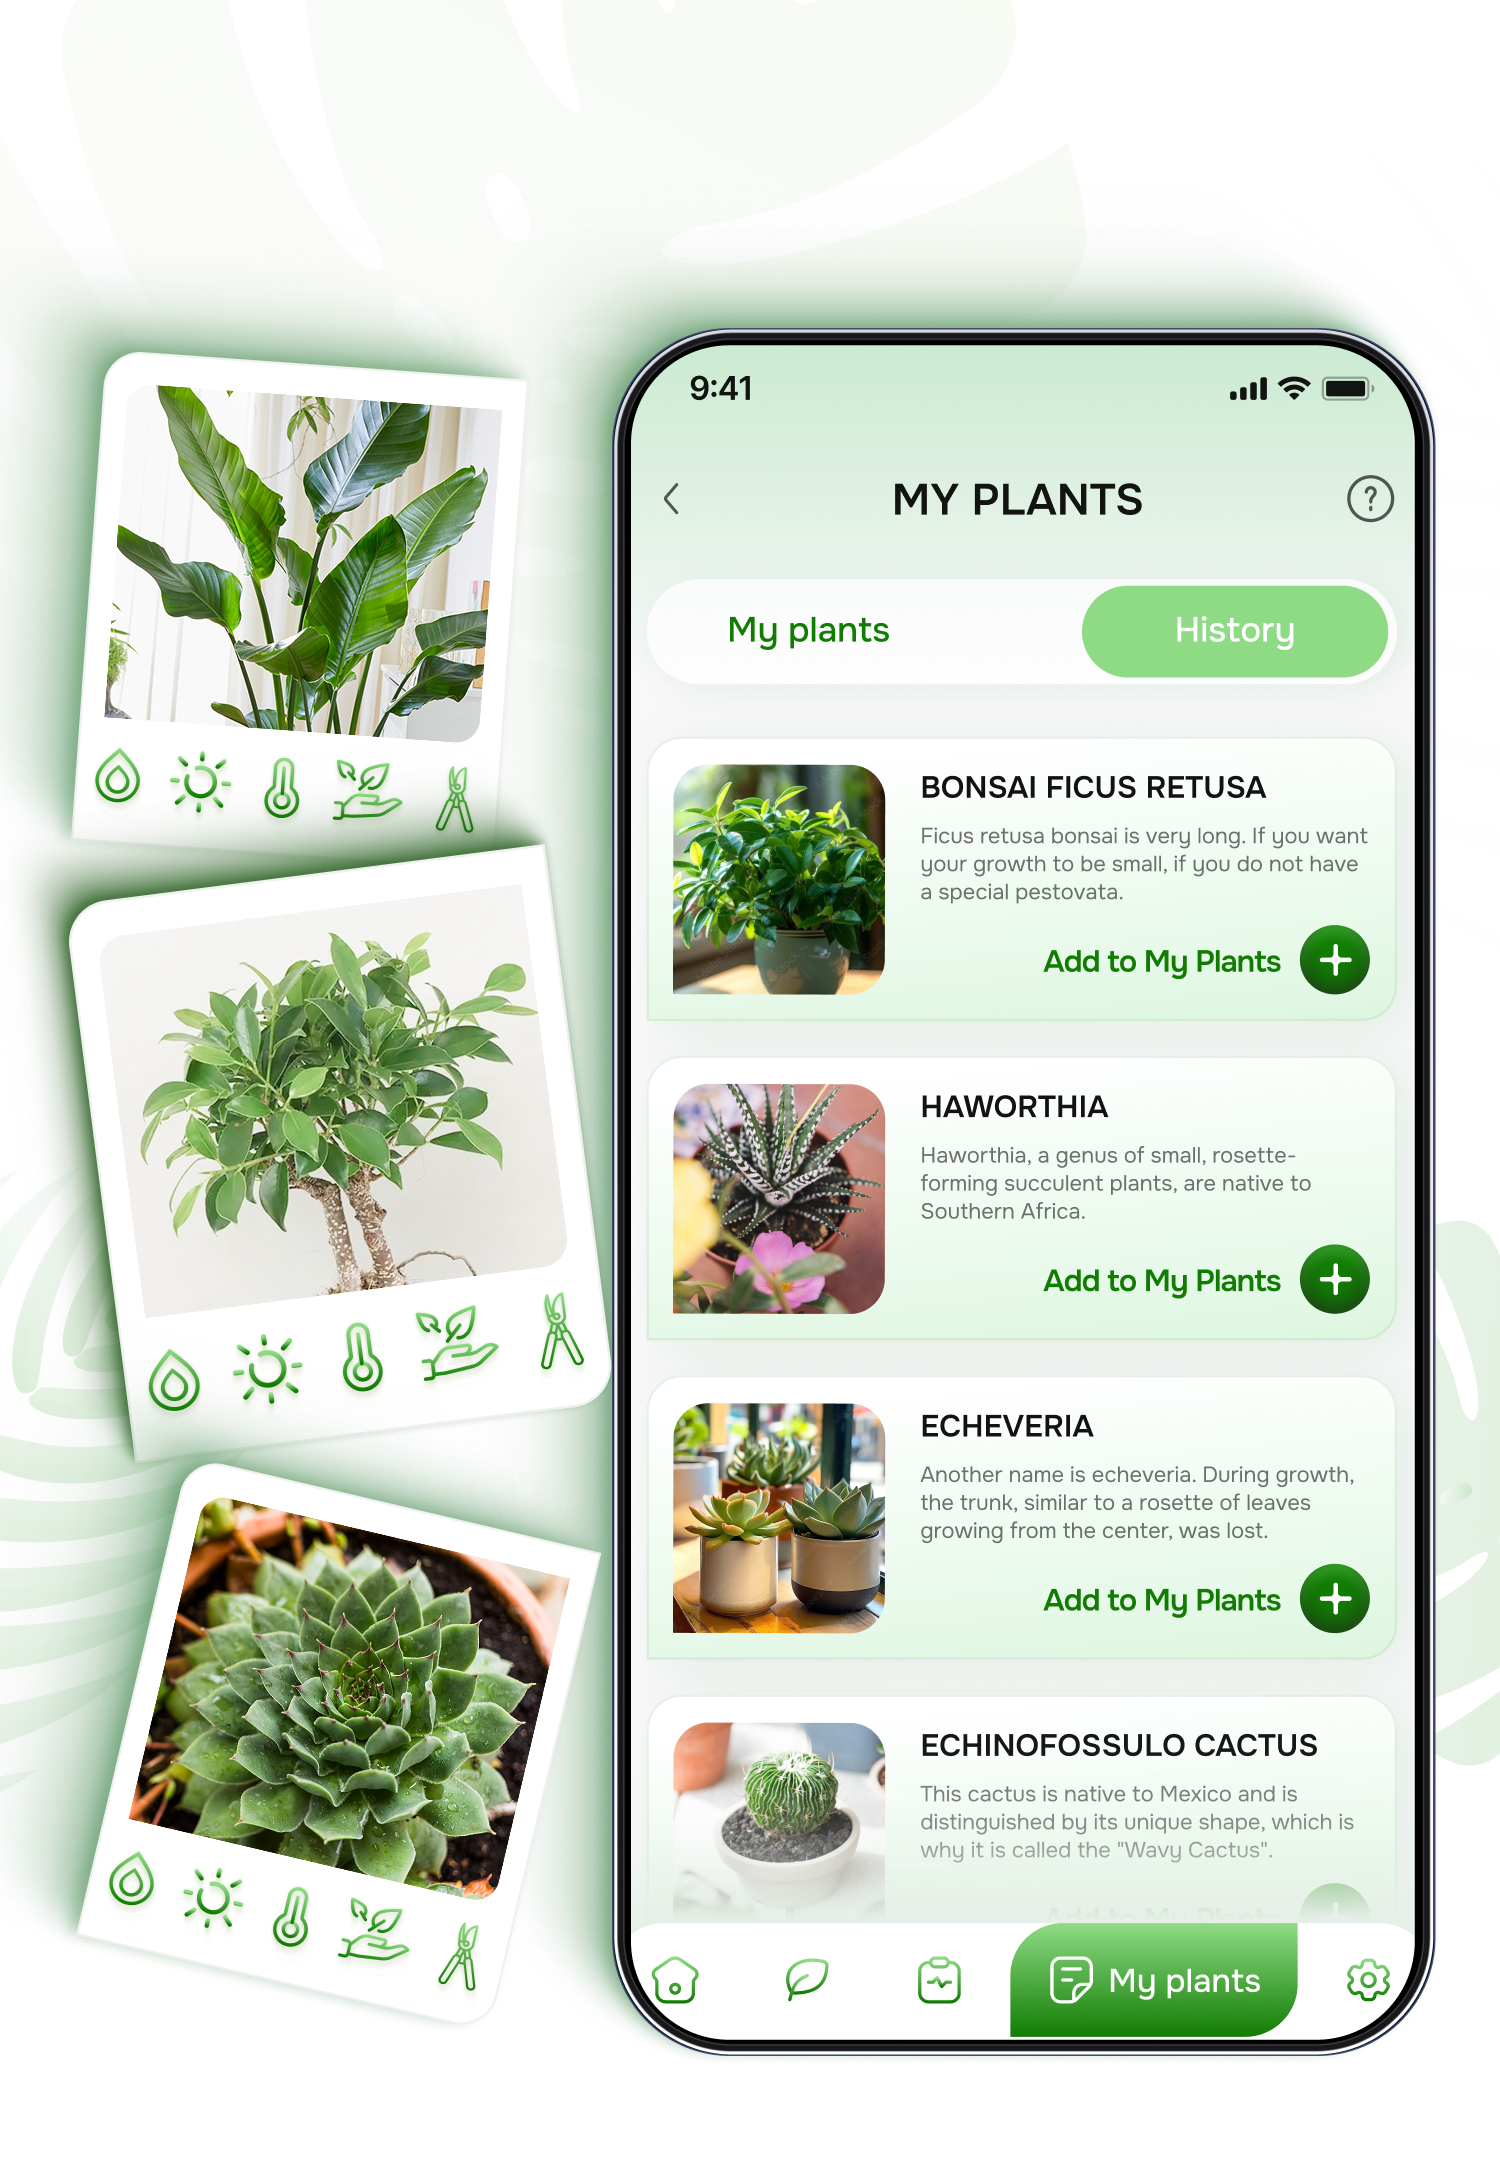 9:41
MY PLANTS
?
My plants
History
BONSAI FICUS RETUSA
Ficus retusa bonsai is very long. If you want
your growth to be small, if you do not have
a special pestovata.
Add to My Plants
HAWORTHIA
Haworthia, a genus of small, rosette-
forming succulent plants, are native to
Southern Africa.
Add to My Plants
ECHEVERIA
Another name is echeveria. During growth,
the trunk, similar to a rosette of leaves
growing from the center, was lost.
Add to My Plants
ECHINOFOSSULO CACTUS
This cactus is native to Mexico and is
distinguished by its unique shape, which is
why it is called the "Wavy Cactus".
Add to My Plants
My plants